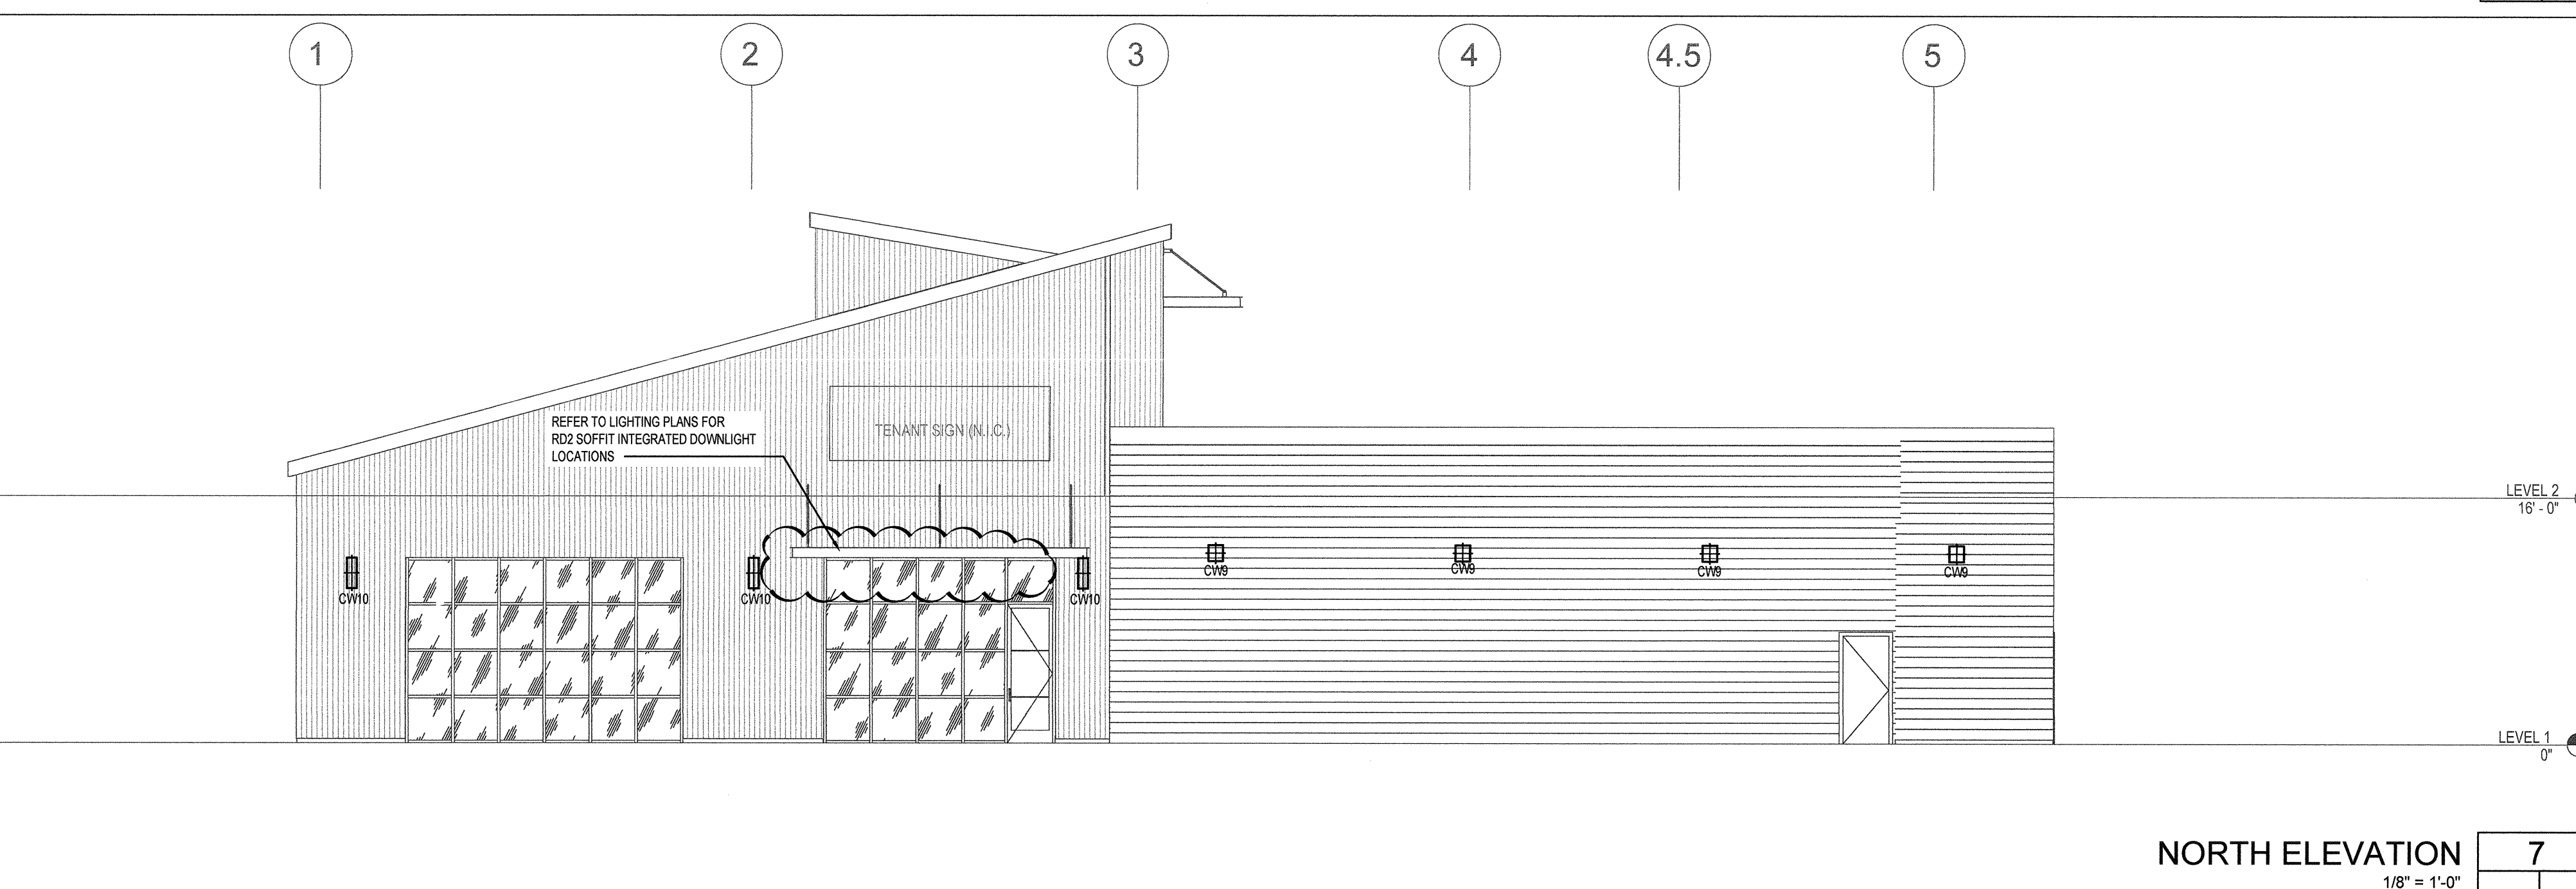 1 2 3 4 4.5 5
TENANT SIGN (N.I.C.)
REFER TO LIGHTING PLANS FOR
RD2 SOFFIT INTEGRATED DOWNLIGHT
LOCATIONS
LEVEL 2
16' - 0"
CW9 CW9 CW9 CW9
CW10 CW10 CW10
LEVEL 1
0"
NORTH ELEVATION 7
1/8" = 1'-0"